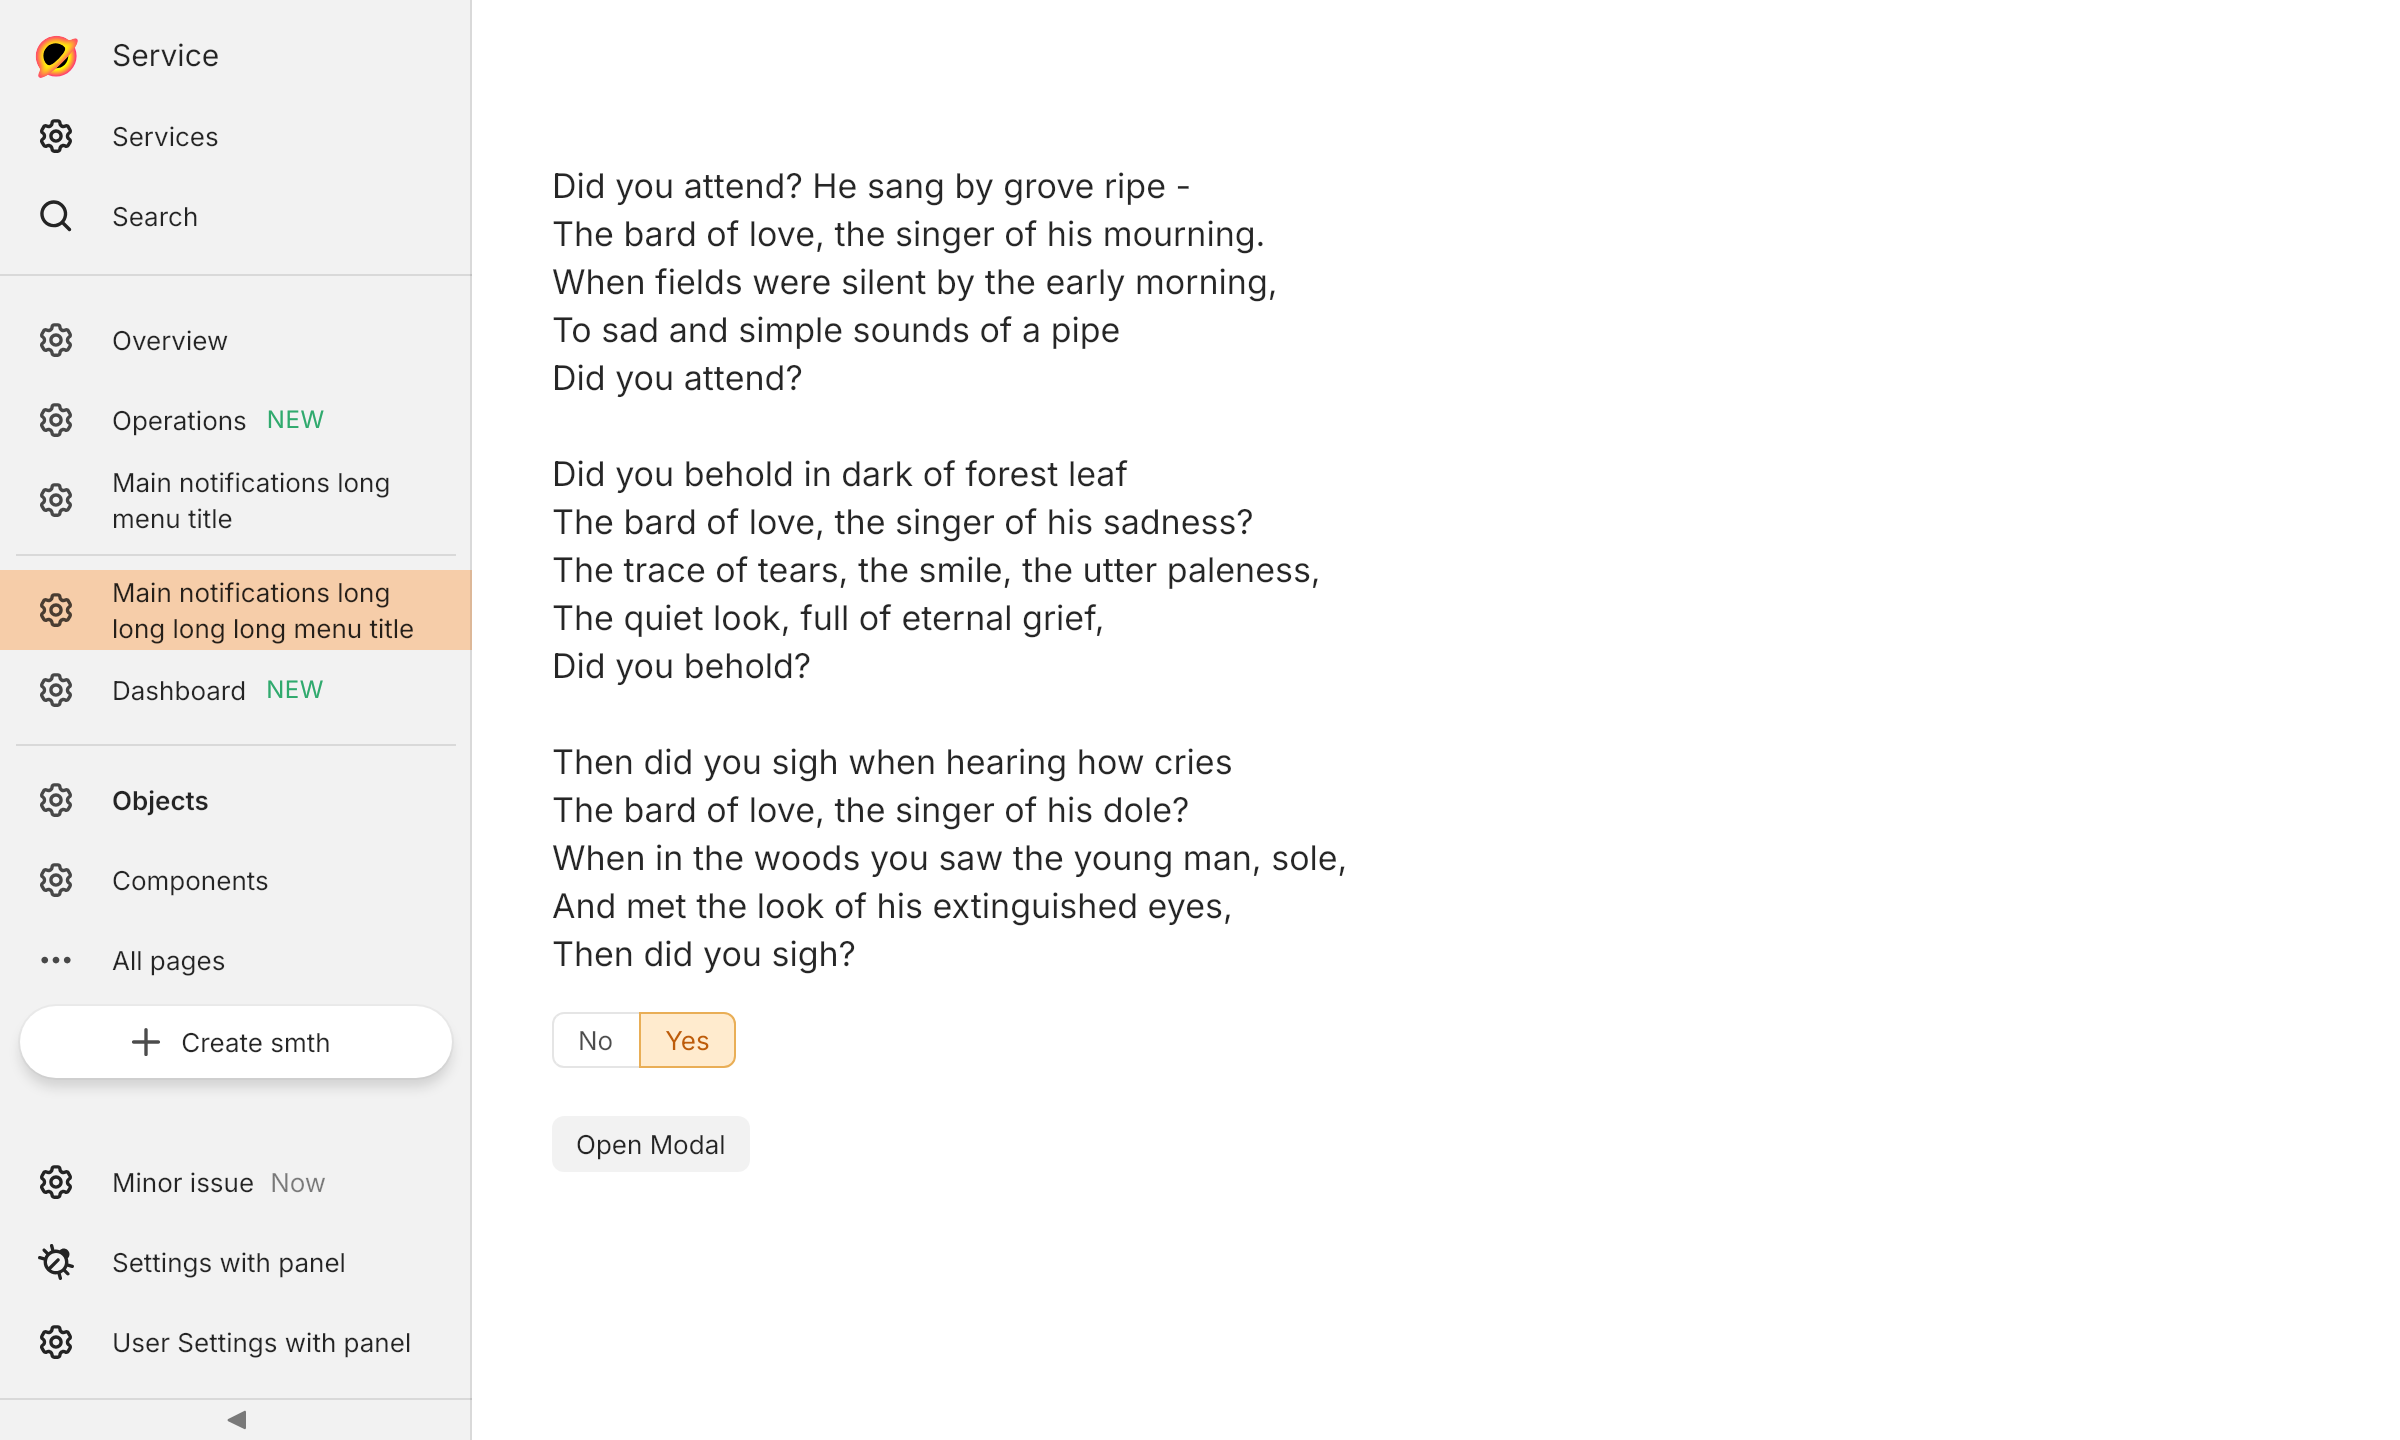 Service
Services
Search
Overview
Operations NEW
Main notifications long
menu title
Main notifications long
long long long menu title
Dashboard NEW
Objects
Components
All pages
Create smth
Minor issue Now
Settings with panel
User Settings with panel
Did you attend? He sang by grove ripe -
The bard of love, the singer of his mourning.
When fields were silent by the early morning,
To sad and simple sounds of a pipe
Did you attend?
Did you behold in dark of forest leaf
The bard of love, the singer of his sadness?
The trace of tears, the smile, the utter paleness,
The quiet look, full of eternal grief,
Did you behold?
Then did you sigh when hearing how cries
The bard of love, the singer of his dole?
When in the woods you saw the young man, sole,
And met the look of his extinguished eyes,
Then did you sigh?
No Yes
Open Modal